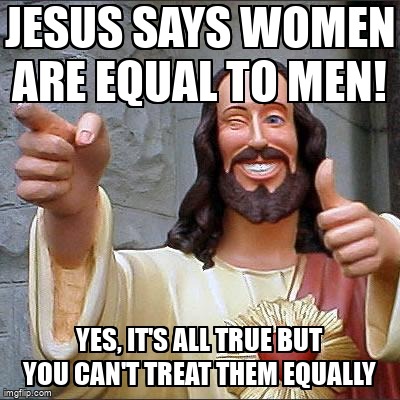 JESUS SAYS WOMEN
ARE EQUAL TO MEN!
YES, IT'S ALL TRUE BUT
YOU CAN'T TREAT THEM EQUALLY
imgflip.com